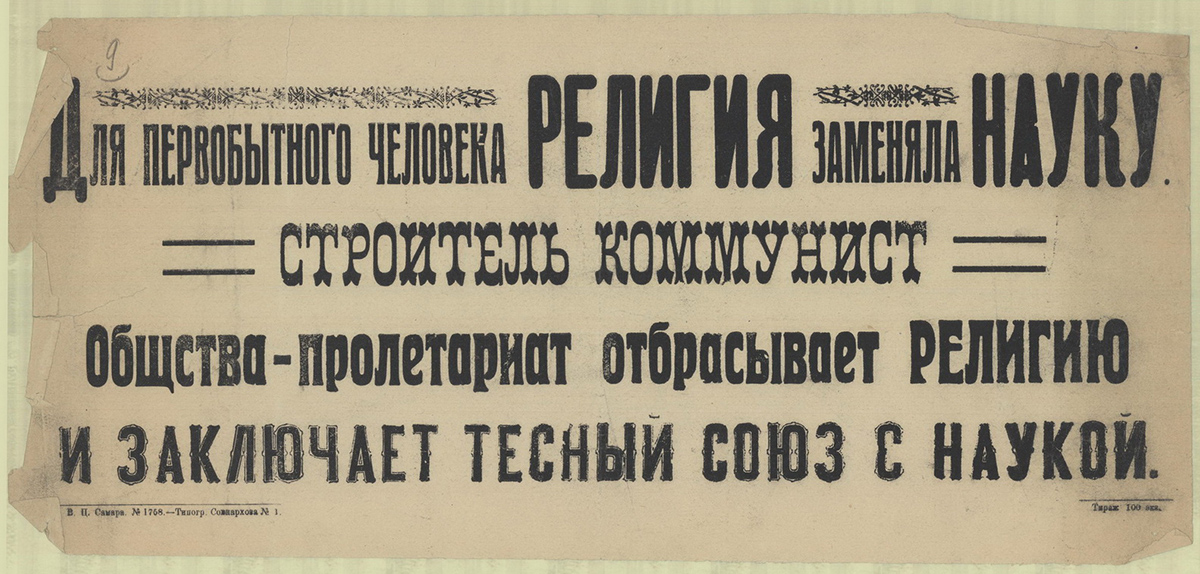 9
Для первобытного человека РЕЛИГИЯ заменяла НАУКУ.
СТРОИТЕЛЬ КОММУНИСТ
Общства-пролетариат отбрасывает РЕЛИГИЮ
И ЗАКЛЮЧАЕТ ТЕСНЫЙ СОЮЗ С НАУКОЙ.
В. Ц. Самара. № 1758.—Типогр. Совнархоза № 1.
Тираж 100 экз.